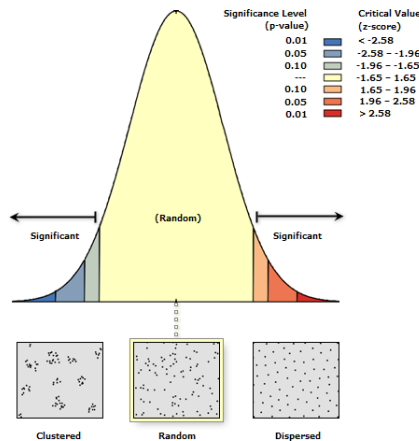 Significance Level
(p-value)
Critical Value
(z-score)
0.01 < -2.58
0.05 -2.58 – -1.96
0.10 -1.96 – -1.65
--- -1.65 – 1.65
0.10 1.65 – 1.96
0.05 1.96 – 2.58
0.01 > 2.58
(Random)
Significant
Significant
Clustered
Random
Dispersed